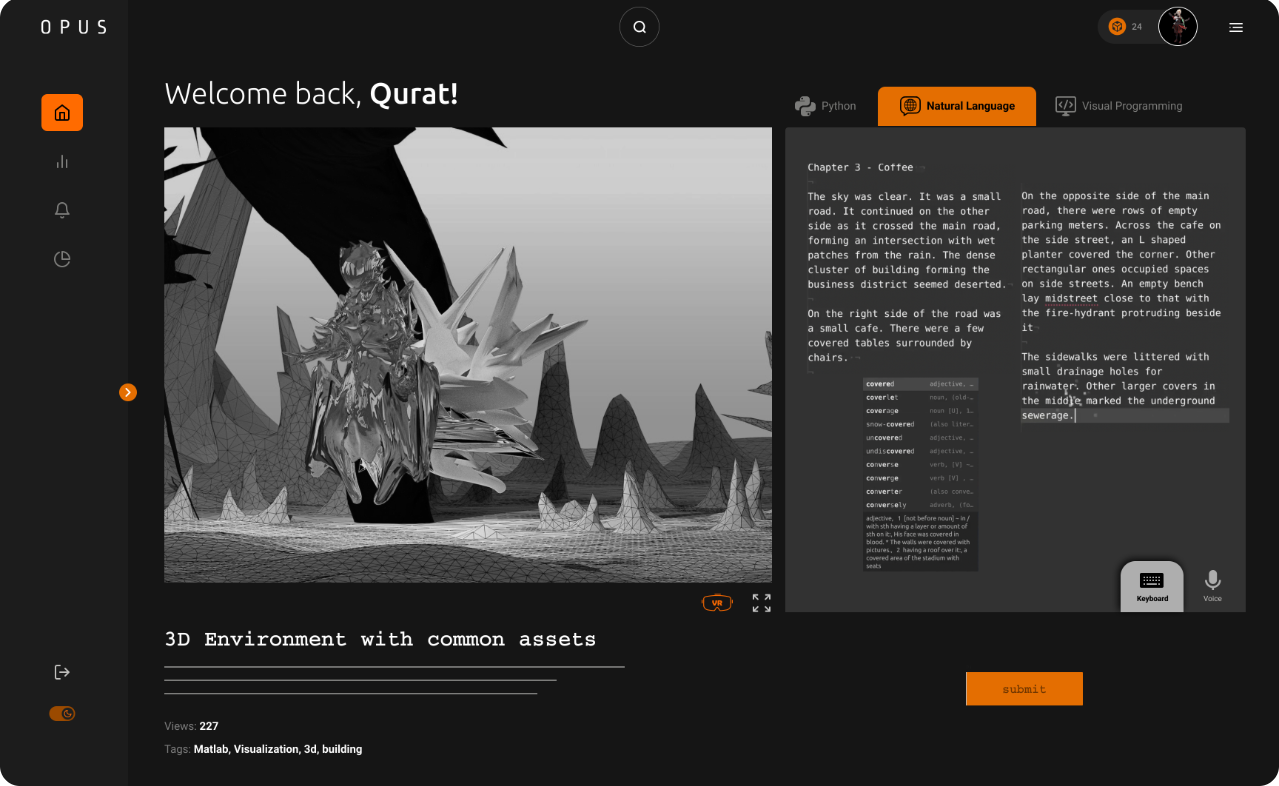 OPUS
24
Welcome back, Qurat!
Python
Natural Language
Visual Programming
Chapter 3 - Coffee
The sky was clear. It was a small
road. It continued on the other
side as it crossed the main road,
forming an intersection with wet
patches from the rain. The dense
cluster of building forming the
business district seemed deserted.
On the right side of the road was
a small cafe. There were a few
covered tables surrounded by
chairs.
covered adjective, …
coverlet noun, (old-…
coverage noun [U], 1…
snow-covered (also liter…
uncovered adjective, …
undiscovered adjective, …
converse verb, [V] ~…
converge verb [V] . …
converter (also conve…
conversely adverb, (fo…
adjective, 1 [not before noun] ~ in /
with sth having a layer or amount of
sth on it:, His face was covered in
blood. * The walls were covered with
pictures., 2 having a roof over it:, a
covered area of the stadium with
seats
On the opposite side of the main
road, there were rows of empty
parking meters. Across the cafe on
the side street, an L shaped
planter covered the corner. Other
rectangular ones occupied spaces
on side streets. An empty bench
lay midstreet close to that with
the fire-hydrant protruding beside
it
The sidewalks were littered with
small drainage holes for
rainwater. Other larger covers in
the middle marked the underground
sewerage.
Keyboard
Voice
VR
3D Environment with common assets
submit
Views: 227
Tags: Matlab, Visualization, 3d, building